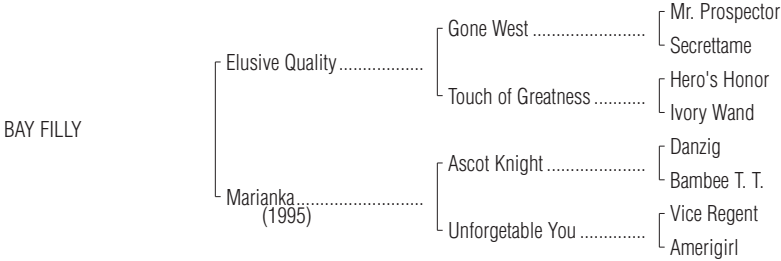 Mr. Prospector
Gone West ........................
Secrettame
Elusive Quality ..................
Hero's Honor
Touch of Greatness ...........
Ivory Wand
BAY FILLY
Danzig
Ascot Knight .....................
Bambee T. T.
Marianka...........................
(1995)
Vice Regent
Unforgetable You ..............
Amerigirl